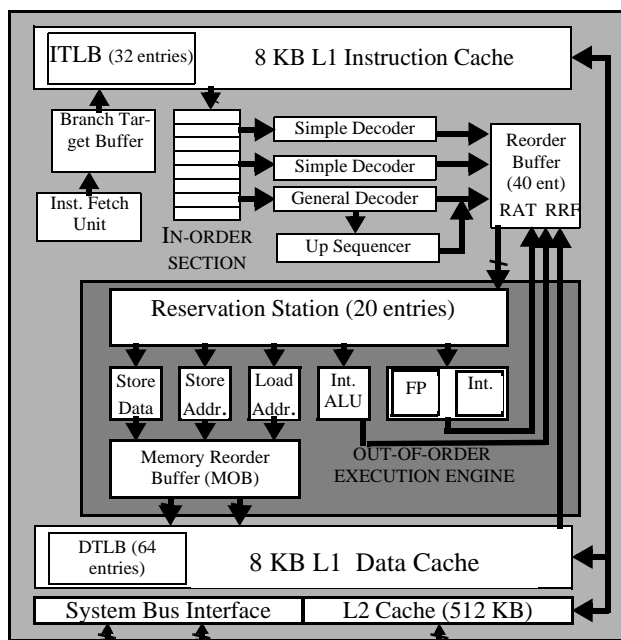 ITLB (32 entries)
8 KB L1 Instruction Cache
Branch Tar-
get Buffer
Inst. Fetch
Unit
IN-ORDER
SECTION
Simple Decoder
Simple Decoder
General Decoder
Up Sequencer
Reorder
Buffer
(40 ent)
RAT RRF
Reservation Station (20 entries)
Store
Data
Store
Addr.
Load
Addr.
Int.
ALU
FP
Int.
Memory Reorder
Buffer (MOB)
OUT-OF-ORDER
EXECUTION ENGINE
DTLB (64
entries)
8 KB L1 Data Cache
System Bus Interface
L2 Cache (512 KB)